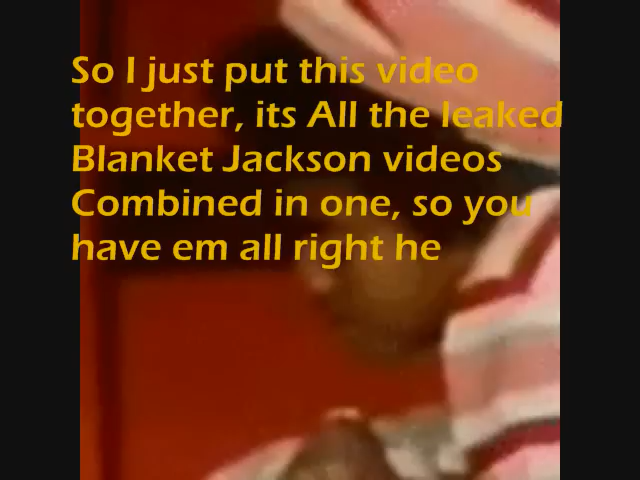 So I just put this video
together, its All the leaked
Blanket Jackson videos
Combined in one, so you
have em all right he